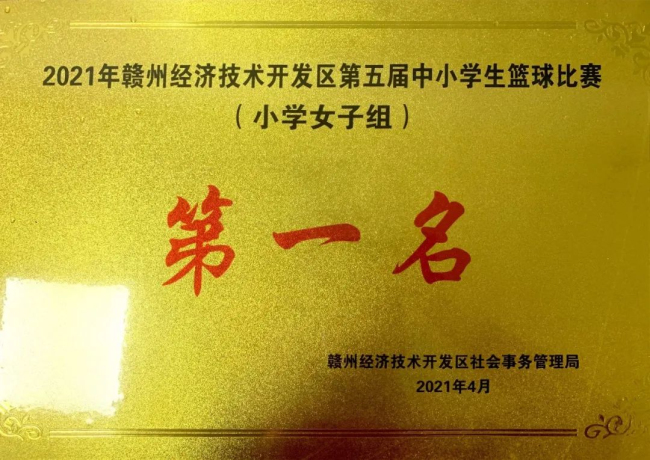 2021年赣州经济技术开发区第五届中小学生篮球比赛
（小学女子组）
第一名
赣州经济技术开发区社会事务管理局
2021年4月